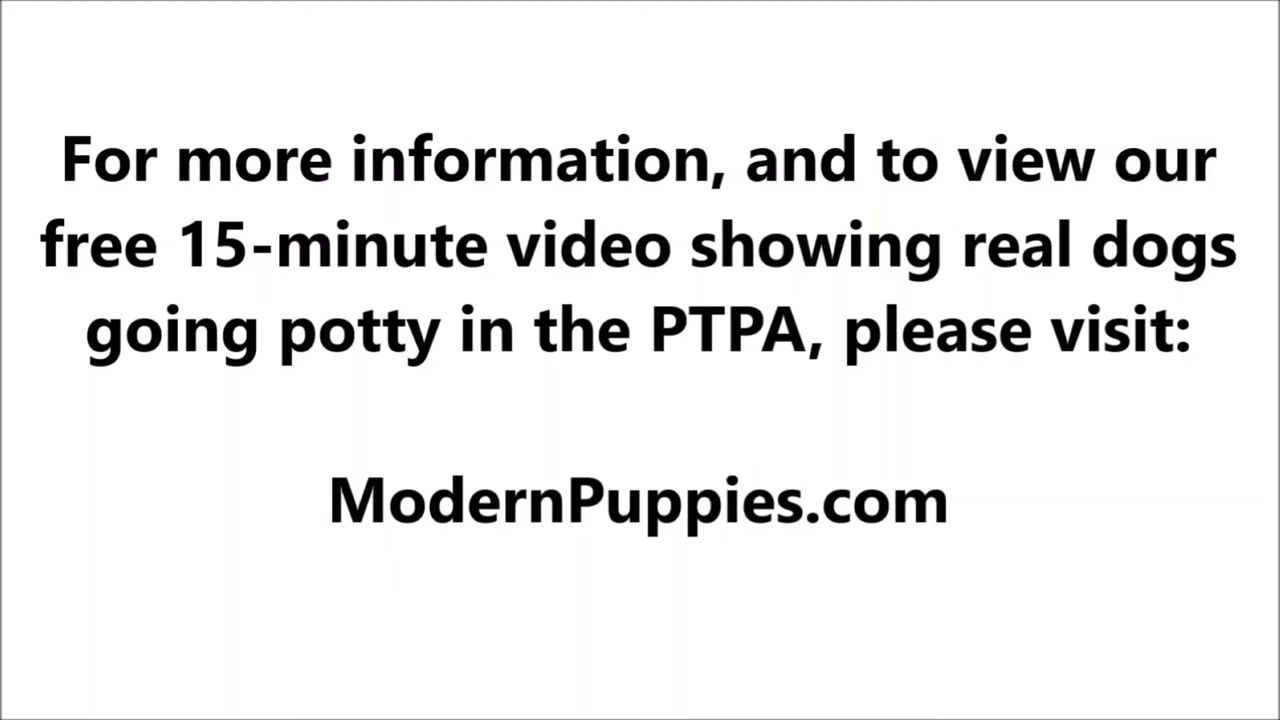 For more information, and to view our
free 15-minute video showing real dogs
going potty in the PTPA, please visit:
ModernPuppies.com